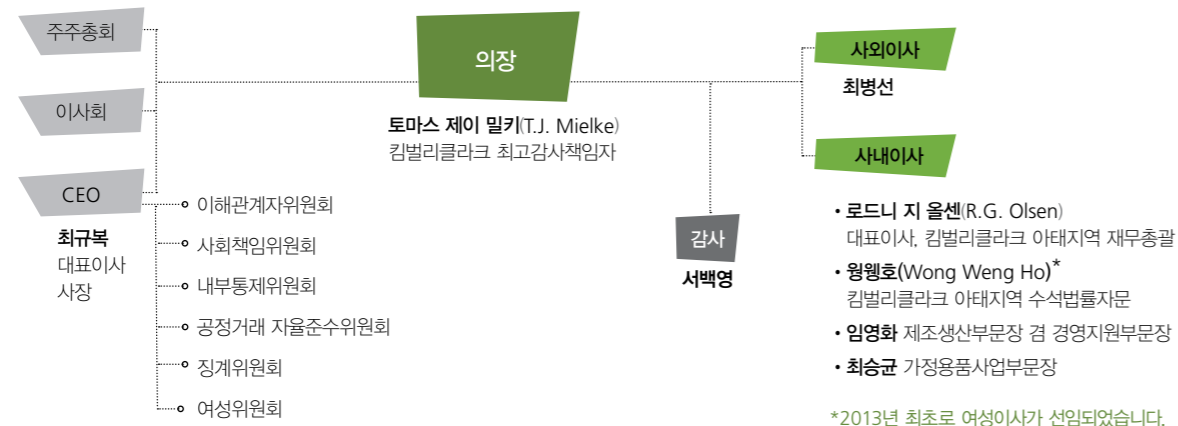 주주총회
이사회
CEO
최규복
대표이사
사장
이해관계자위원회
사회책임위원회
내부통제위원회
공정거래 자율준수위원회
징계위원회
여성위원회
의장
토마스 제이 밀키(T.J. Mielke)
킴벌리클라크 최고감사책임자
감사
서백영
사외이사
최병선
사내이사
• 로드니 지 올센(R.G. Olsen)
대표이사, 킴벌리클라크 아태지역 재무총괄
• 웡웽호(Wong Weng Ho)*
킴벌리클라크 아태지역 수석법률자문
• 임영화 제조생산부문장 겸 경영지원부문장
• 최승균 가정용품사업부문장
*2013년 최초로 여성이사가 선임되었습니다.